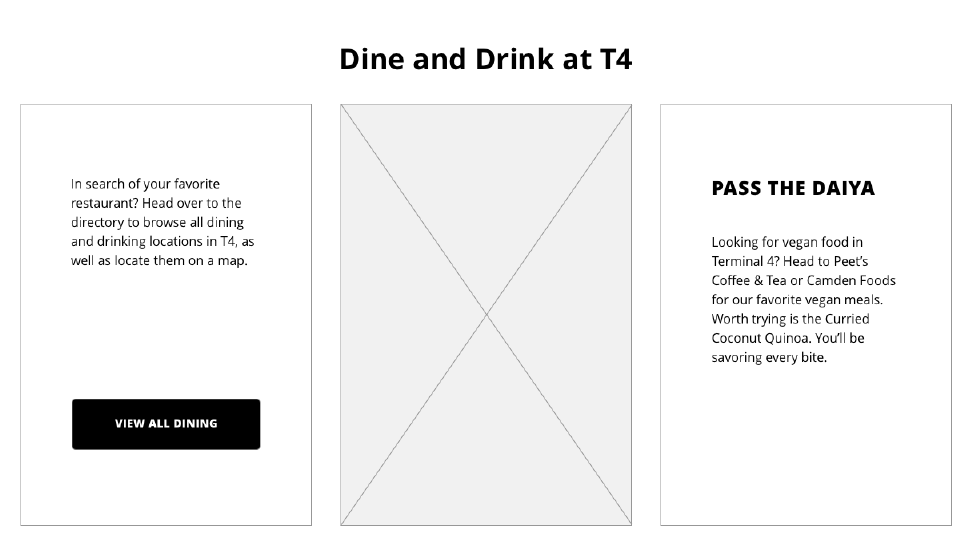 Dine and Drink at T4
In search of your favorite
restaurant? Head over to the
directory to browse all dining
and drinking locations in T4, as
well as locate them on a map.
VIEW ALL DINING
PASS THE DAIYA
Looking for vegan food in
Terminal 4? Head to Peet’s
Coffee & Tea or Camden Foods
for our favorite vegan meals.
Worth trying is the Curried
Coconut Quinoa. You’ll be
savoring every bite.